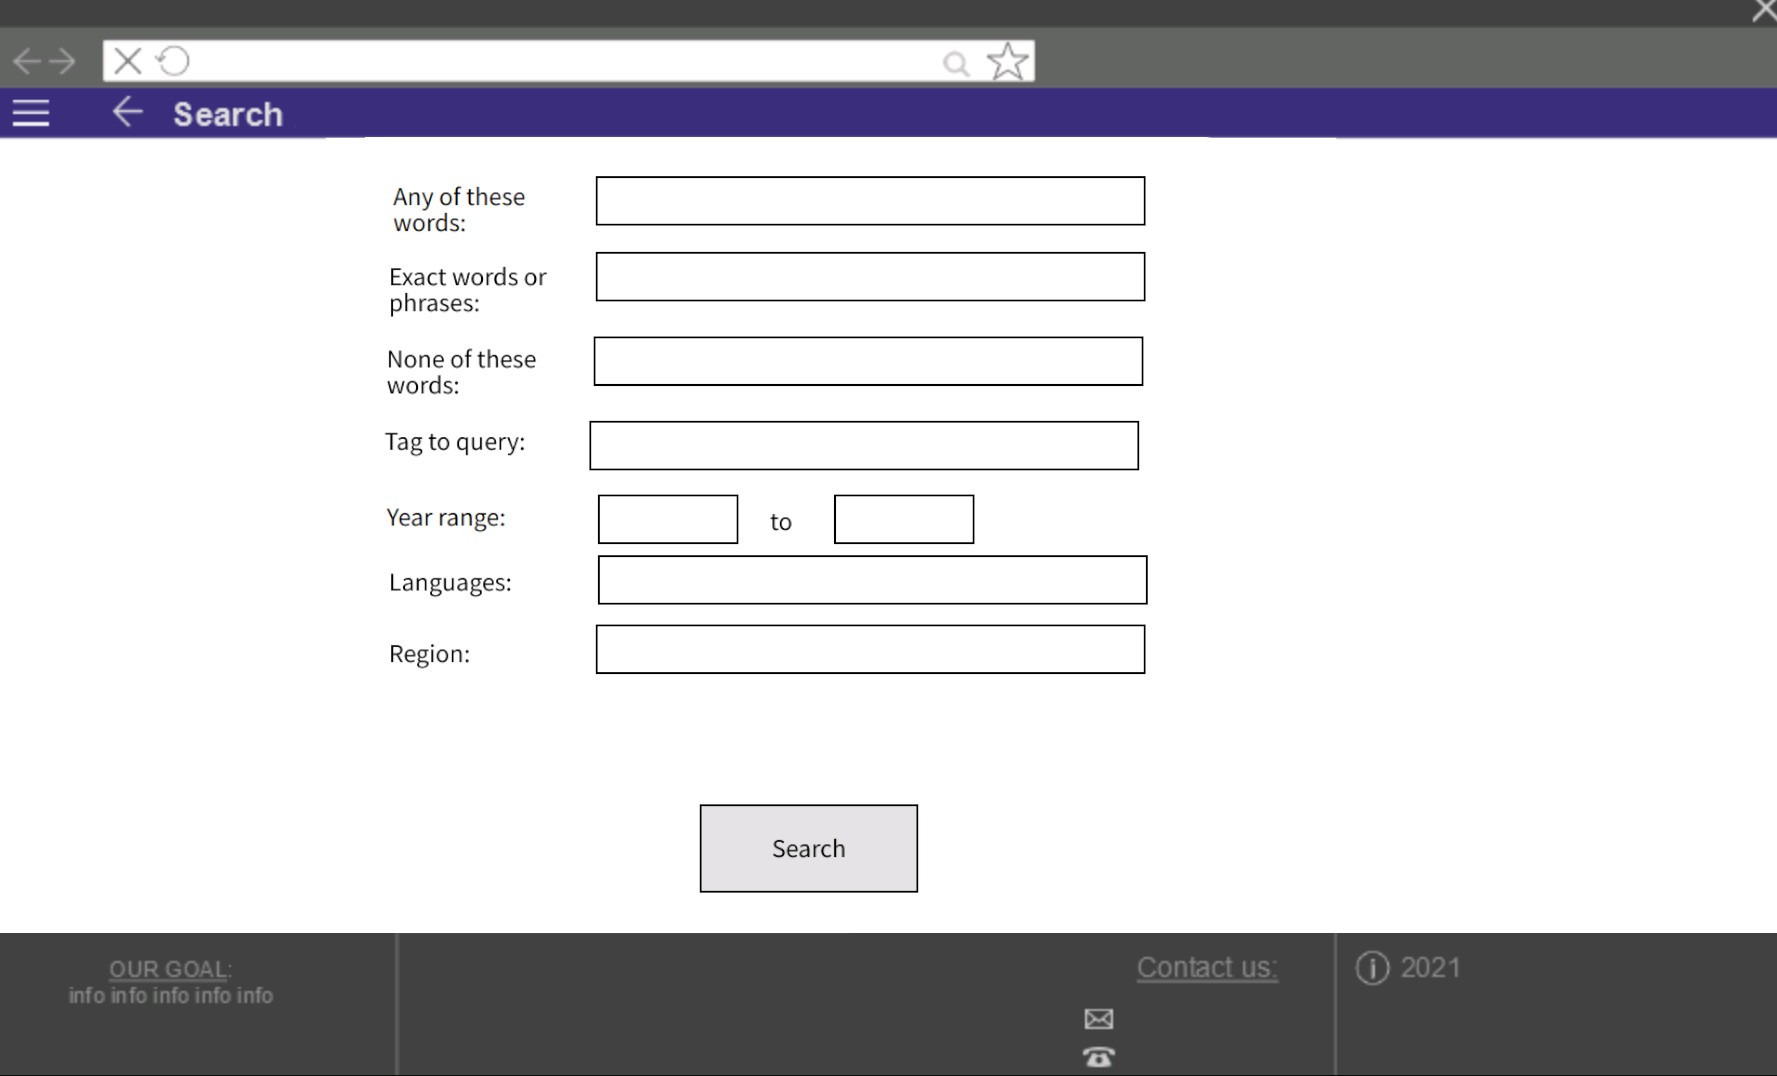 Search
Any of these
words:
Exact words or
phrases:
None of these
words:
Tag to query:
Year range:
to
Languages:
Region:
Search
OUR GOAL:
info info info info info
Contact us:
2021